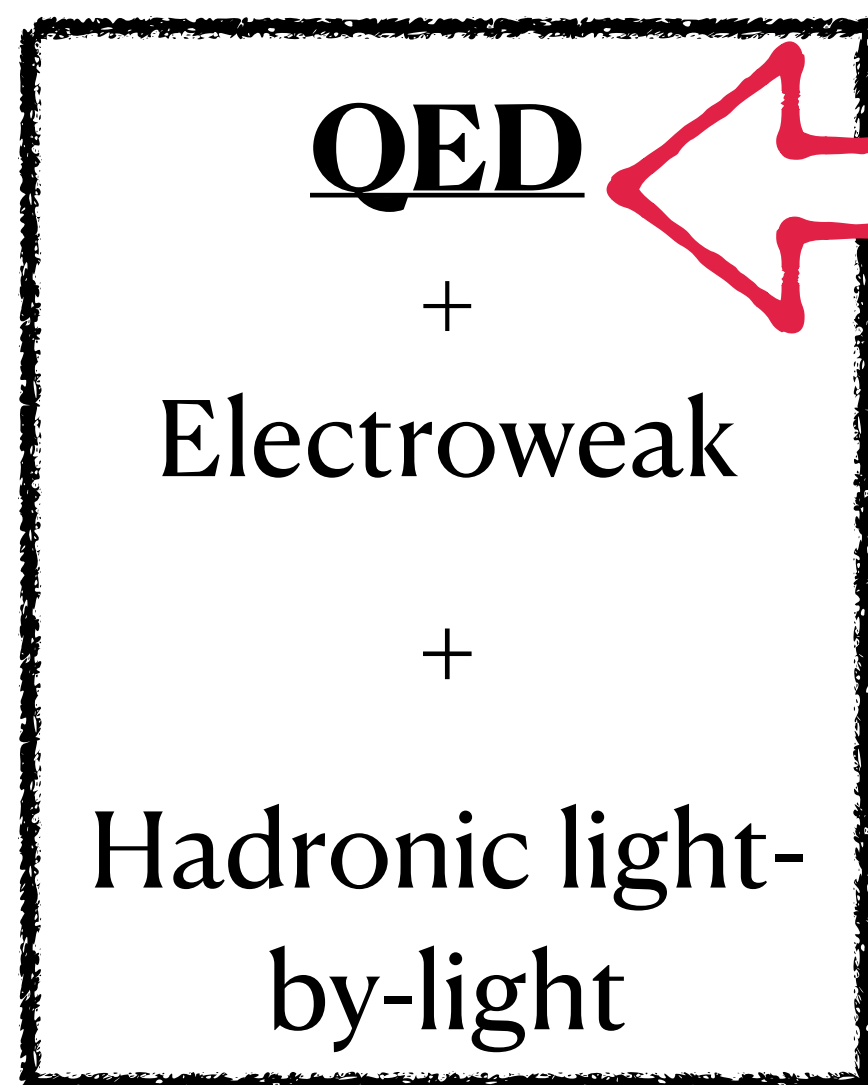 QED
+
Electroweak
+
Hadronic light-
by-light